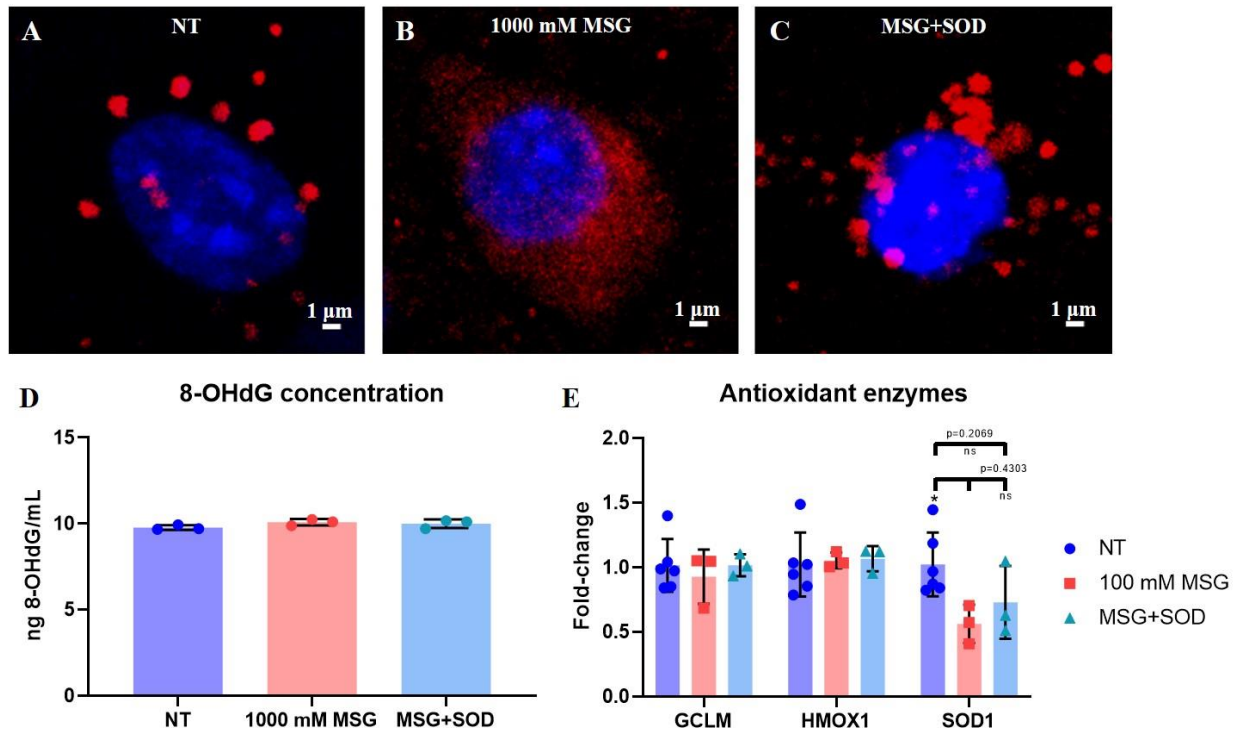 A NT
B 1000 mM MSG
C MSG+SOD
1 µm
1 µm
1 µm
D 8-OHdG concentration
ng 8-OHdG/mL
15
10
5
0
NT 1000 mM MSG MSG+SOD
E Antioxidant enzymes
Fold-change
2.0
1.5
1.0
0.5
0.0
p=0.2069
ns
p=0.4303
*
ns
GCLM HMOX1 SOD1
NT
100 mM MSG
MSG+SOD